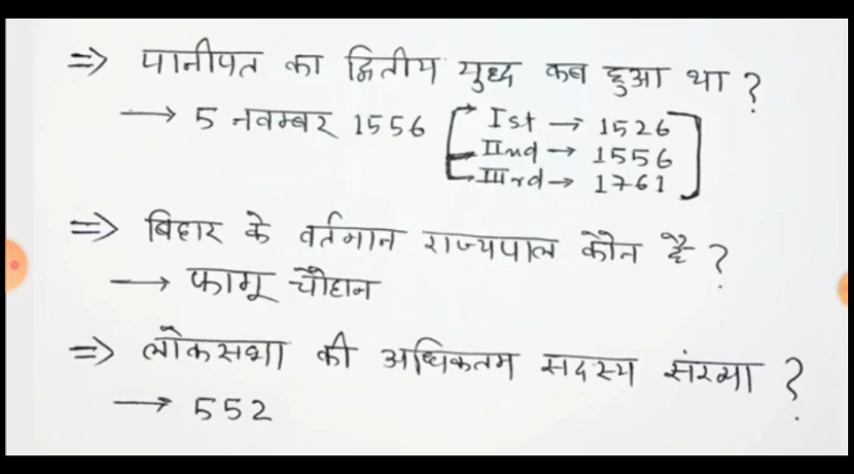 ⇒ पानीपत का द्वितीय युध्द कब हुआ था ?
→ 5 नवम्बर 1556 [ Ist → 1526
IInd → 1556
IIIrd → 1761 ]
⇒ बिहार के वर्तमान राज्यपाल कौन है ?
→ फागू चौहान
⇒ लोकसभा की अधिकतम सदस्य संख्या ?
→ 552